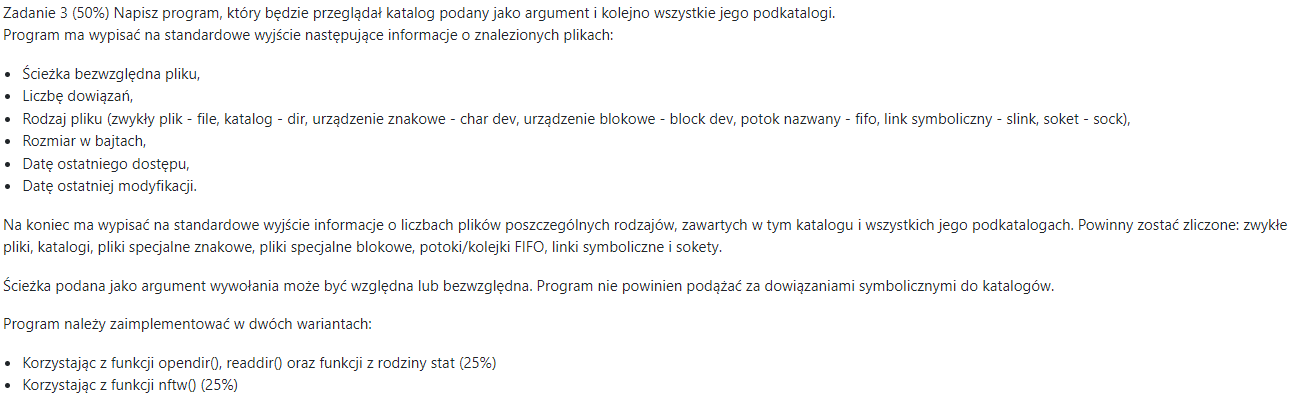 Zadanie 3 (50%) Napisz program, który będzie przeglądał katalog podany jako argument i kolejno wszystkie jego podkatalogi.
Program ma wypisać na standardowe wyjście następujące informacje o znalezionych plikach:
• Ścieżka bezwzględna pliku,
• Liczbę dowiązań,
• Rodzaj pliku (zwykły plik - file, katalog - dir, urządzenie znakowe - char dev, urządzenie blokowe - block dev, potok nazwany - fifo, link symboliczny - slink, soket - sock),
• Rozmiar w bajtach,
• Datę ostatniego dostępu,
• Datę ostatniej modyfikacji.
Na koniec ma wypisać na standardowe wyjście informacje o liczbach plików poszczególnych rodzajów, zawartych w tym katalogu i wszystkich jego podkatalogach. Powinny zostać zliczone: zwykłe
pliki, katalogi, pliki specjalne znakowe, pliki specjalne blokowe, potoki/kolejki FIFO, linki symboliczne i sokety.
Ścieżka podana jako argument wywołania może być względna lub bezwzględna. Program nie powinien podążać za dowiązaniami symbolicznymi do katalogów.
Program należy zaimplementować w dwóch wariantach:
• Korzystając z funkcji opendir(), readdir() oraz funkcji z rodziny stat (25%)
• Korzystając z funkcji nftw() (25%)